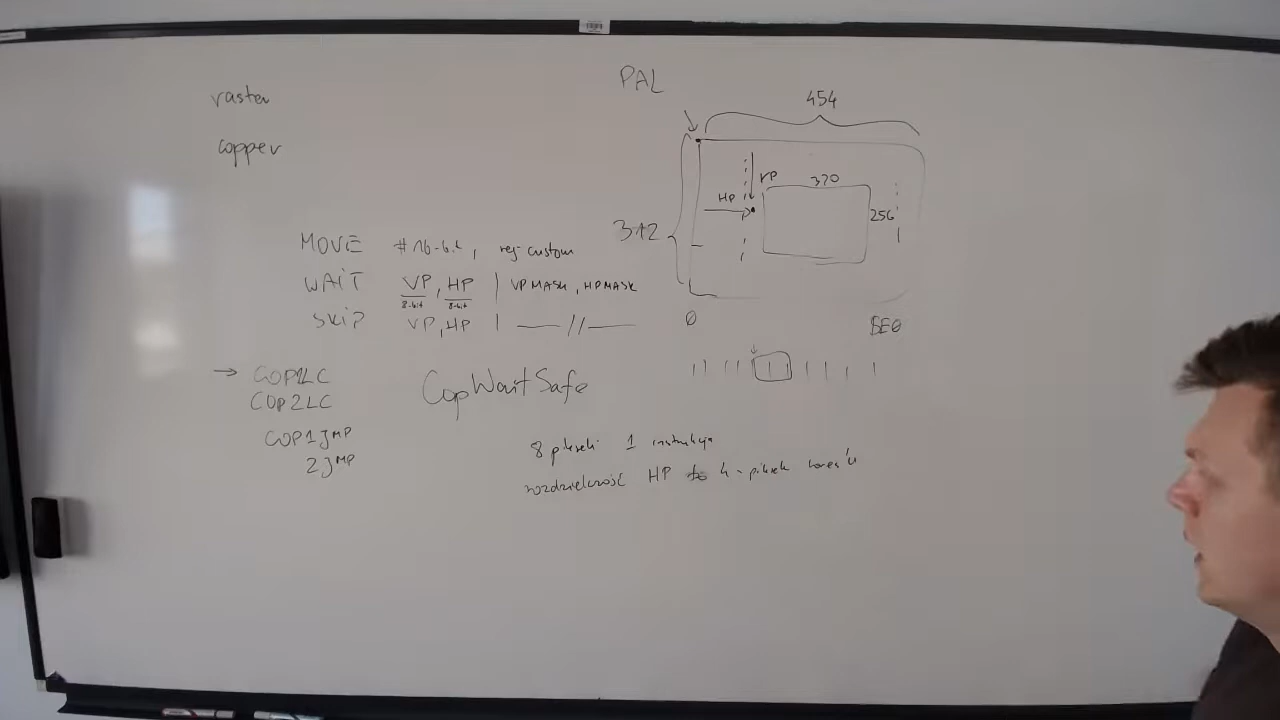 PAL
raster
454
copper
VP
320
HP
256
312
MOVE #16-bit, rej-custom
WAIT VP, HP | VPMASK, HPMASK
8-bit 8-bit
SKIP VP, HP | —//—
0
→ COP1LC
COP2LC
CopWaitSafe
COP1JMP
2JMP
8 pikseli 1 instrukcja
rozdzielczość HP to 4-piksele